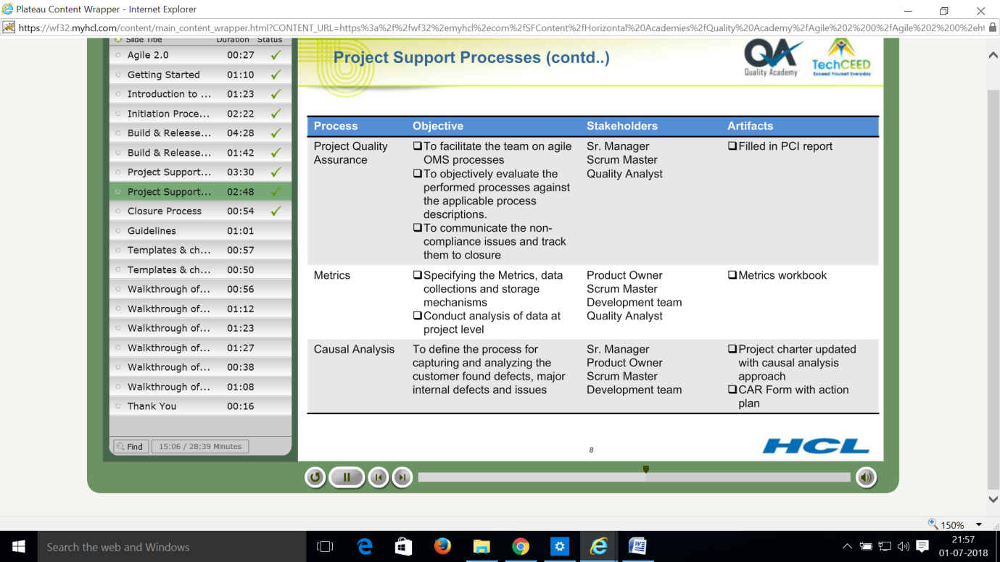 Plateau Content Wrapper - Internet Explorer
https://wf32.myhcl.com/content/main_content_wrapper.html?CONTENT_URL=https%3a%2f%2fwf32%2emyhcl%2ecom%2fSFContent%2fHorizontal%20Academies%2fQuality%20Academy%2fAgile%202%200%2fAgile%202%200%2eht
Slide Title Duration Status
Agile 2.0 00:27
Getting Started 01:10
Introduction to ... 01:23
Initiation Proce... 02:22
Build & Release... 04:28
Build & Release... 01:42
Project Support... 03:30
Project Support... 02:48
Closure Process 00:54
Guidelines 01:01
Templates & ch... 00:57
Templates & ch... 00:50
Walkthrough of... 00:56
Walkthrough of... 01:12
Walkthrough of... 01:23
Walkthrough of... 01:27
Walkthrough of... 00:38
Walkthrough of... 01:08
Thank You 00:16
Find 15:06 / 28:39 Minutes
Project Support Processes (contd..)
QA
Quality Academy
TechCEED
Exceed Yourself Everyday
Process Objective Stakeholders Artifacts
Project Quality
Assurance
To facilitate the team on agile
OMS processes
To objectively evaluate the
performed processes against
the applicable process
descriptions.
To communicate the non-
compliance issues and track
them to closure
Sr. Manager
Scrum Master
Quality Analyst
Filled in PCI report
Metrics
Specifying the Metrics, data
collections and storage
mechanisms
Conduct analysis of data at
project level
Product Owner
Scrum Master
Development team
Quality Analyst
Metrics workbook
Causal Analysis
To define the process for
capturing and analyzing the
customer found defects, major
internal defects and issues
Sr. Manager
Product Owner
Scrum Master
Development team
Project charter updated
with causal analysis
approach
CAR Form with action
plan
8
HCL
150%
Search the web and Windows
21:57
01-07-2018